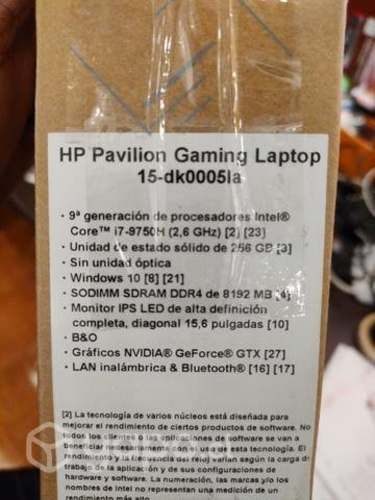 HP Pavilion Gaming Laptop
15-dk0005la
· 9ª generación de procesadores Intel®
Core™ i7-9750H (2,6 GHz) [2] [23]
· Unidad de estado sólido de 256 GB [3]
· Sin unidad óptica
· Windows 10 [8] [21]
· SODIMM SDRAM DDR4 de 8192 MB [4]
· Monitor IPS LED de alta definición
completa, diagonal 15,6 pulgadas [10]
· B&O
· Gráficos NVIDIA® GeForce® GTX [27]
· LAN inalámbrica & Bluetooth® [16] [17]
[2] La tecnología de varios núcleos está diseñada para
mejorar el rendimiento de ciertos productos de software. No
todos los clientes o las aplicaciones de software se van a
beneficiar necesariamente con el uso de esta tecnología. El
rendimiento y la frecuencia del reloj varían según la carga de
trabajo de la aplicación y de sus configuraciones de
hardware y software. La numeración, las marcas y/o los
nombres de Intel no representan una medición de un
rendimiento más alto.